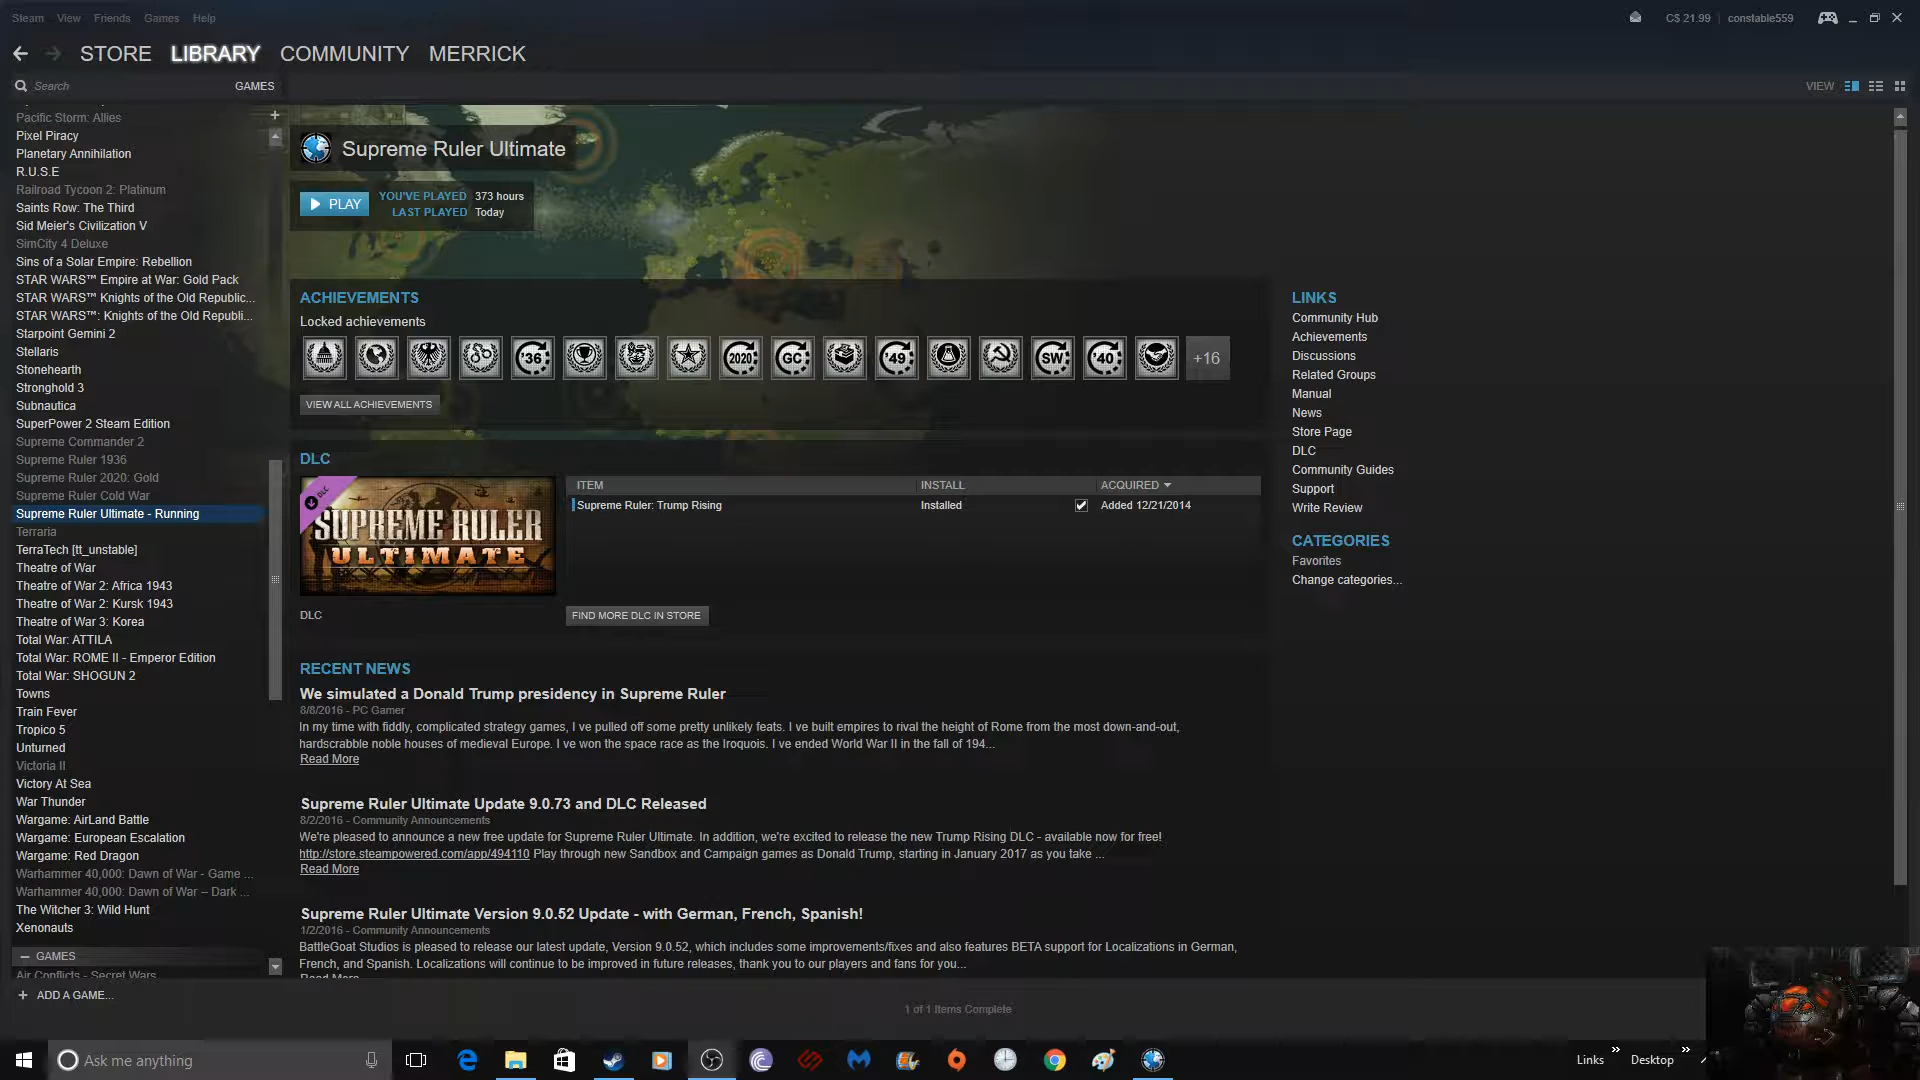 Steam View Friends Games Help
C$ 21.99 constable559
STORE LIBRARY COMMUNITY MERRICK
Search GAMES
VIEW
Pacific Storm: Allies
Pixel Piracy
Planetary Annihilation
R.U.S.E
Railroad Tycoon 2: Platinum
Saints Row: The Third
Sid Meier's Civilization V
SimCity 4 Deluxe
Sins of a Solar Empire: Rebellion
STAR WARS™ Empire at War: Gold Pack
STAR WARS™ Knights of the Old Republic...
STAR WARS™: Knights of the Old Republi...
Starpoint Gemini 2
Stellaris
Stonehearth
Stronghold 3
Subnautica
SuperPower 2 Steam Edition
Supreme Commander 2
Supreme Ruler 1936
Supreme Ruler 2020: Gold
Supreme Ruler Cold War
Supreme Ruler Ultimate - Running
Terraria
TerraTech [tt_unstable]
Theatre of War
Theatre of War 2: Africa 1943
Theatre of War 2: Kursk 1943
Theatre of War 3: Korea
Total War: ATTILA
Total War: ROME II - Emperor Edition
Total War: SHOGUN 2
Towns
Train Fever
Tropico 5
Unturned
Victoria II
Victory At Sea
War Thunder
Wargame: AirLand Battle
Wargame: European Escalation
Wargame: Red Dragon
Warhammer 40,000: Dawn of War - Game ...
Warhammer 40,000: Dawn of War – Dark ...
The Witcher 3: Wild Hunt
Xenonauts
– GAMES
Air Conflicts - Secret Wars
+ ADD A GAME...
Supreme Ruler Ultimate
PLAY
YOU'VE PLAYED 373 hours
LAST PLAYED Today
ACHIEVEMENTS
Locked achievements
'36 2020 GC '49 SW '40 +16
VIEW ALL ACHIEVEMENTS
DLC
DLC
SUPREME RULER
ULTIMATE
DLC
ITEM INSTALL ACQUIRED
Supreme Ruler: Trump Rising Installed Added 12/21/2014
FIND MORE DLC IN STORE
RECENT NEWS
We simulated a Donald Trump presidency in Supreme Ruler
8/8/2016 - PC Gamer
In my time with fiddly, complicated strategy games, I ve pulled off some pretty unlikely feats. I ve built empires to rival the height of Rome from the most down-and-out,
hardscrabble noble houses of medieval Europe. I ve won the space race as the Iroquois. I ve ended World War II in the fall of 194...
Read More
Supreme Ruler Ultimate Update 9.0.73 and DLC Released
8/2/2016 - Community Announcements
We're pleased to announce a new free update for Supreme Ruler Ultimate. In addition, we're excited to release the new Trump Rising DLC - available now for free!
http://store.steampowered.com/app/494110 Play through new Sandbox and Campaign games as Donald Trump, starting in January 2017 as you take ...
Read More
Supreme Ruler Ultimate Version 9.0.52 Update - with German, French, Spanish!
1/2/2016 - Community Announcements
BattleGoat Studios is pleased to release our latest update, Version 9.0.52, which includes some improvements/fixes and also features BETA support for Localizations in German,
French, and Spanish. Localizations will continue to be improved in future releases, thank you to our players and fans for you...
Read More
LINKS
Community Hub
Achievements
Discussions
Related Groups
Manual
News
Store Page
DLC
Community Guides
Support
Write Review
CATEGORIES
Favorites
Change categories...
1 of 1 Items Complete
Ask me anything
Links » Desktop »